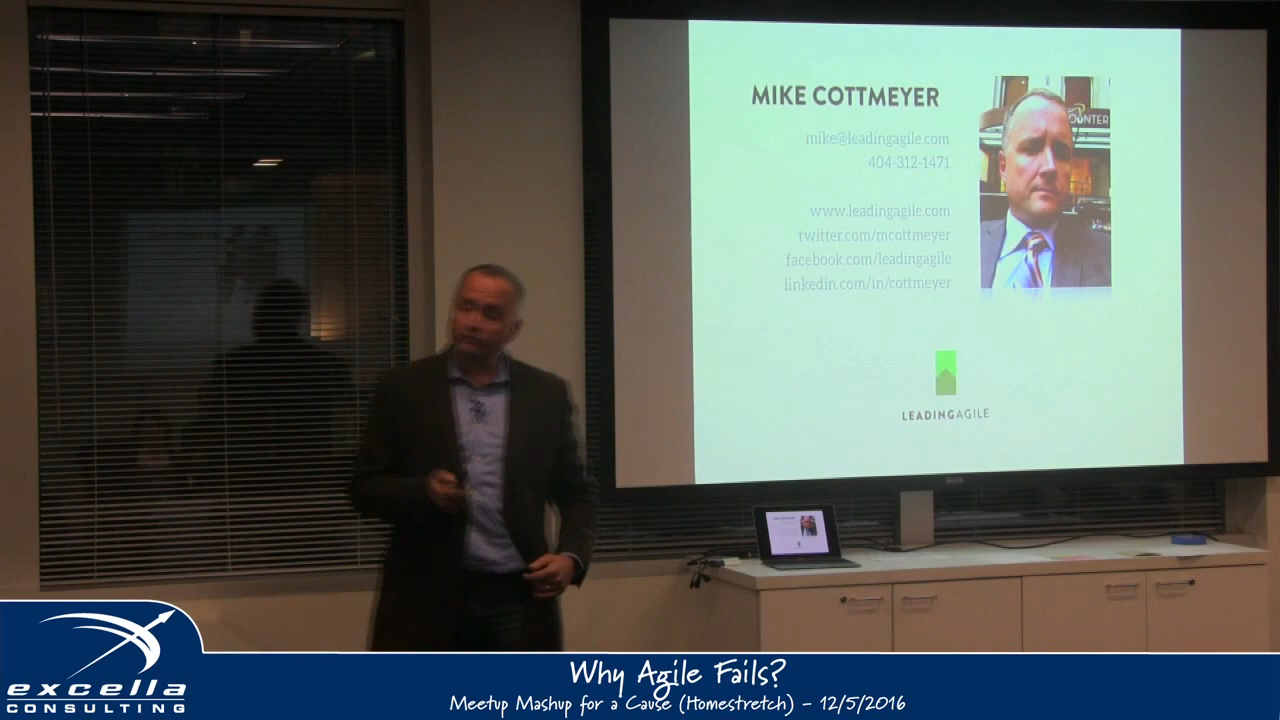 MIKE COTTMEYER
mike@leadingagile.com
404-312-1471
www.leadingagile.com
twitter.com/mcottmeyer
facebook.com/leadingagile
linkedin.com/in/cottmeyer
LEADINGAGILE
excella
CONSULTING
Why Agile Fails?
Meetup Mashup for a Cause (Homestretch) - 12/5/2016